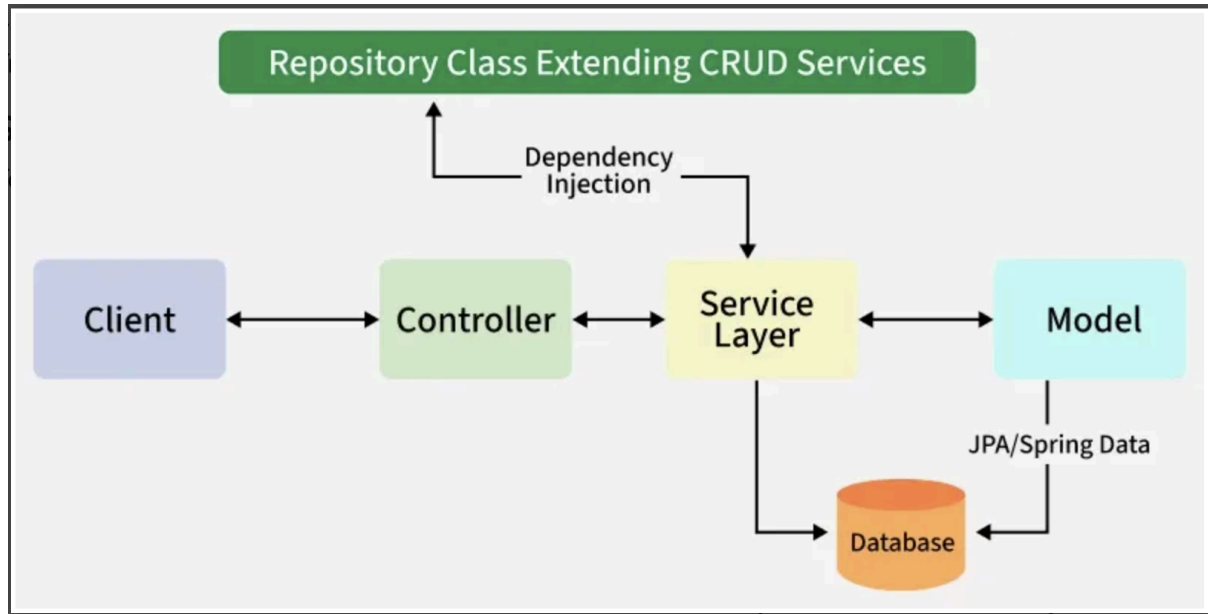 Repository Class Extending CRUD Services
Dependency
Injection
Client
Controller
Service
Layer
Model
JPA/Spring Data
Database